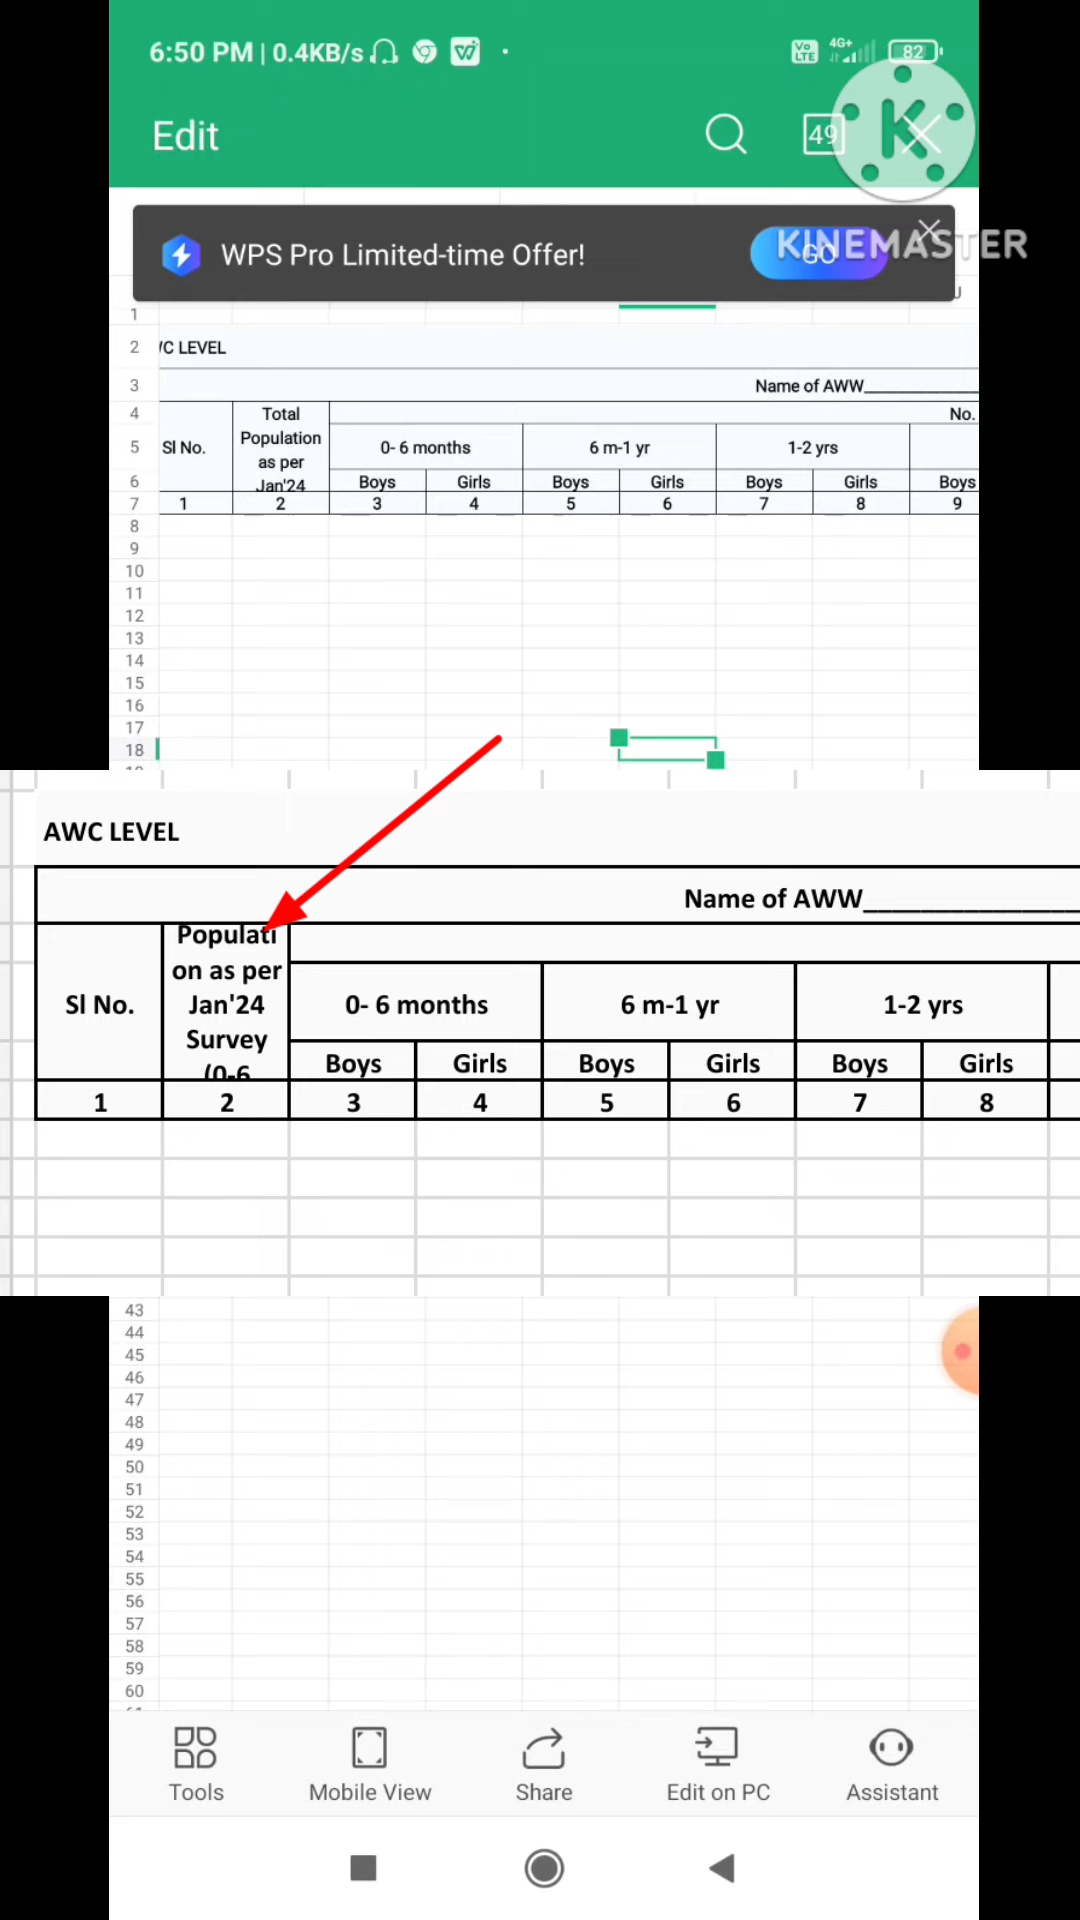 6:50 PM | 0.4KB/s
Vo LTE 4G+ 82
Edit
49
K
KINEMASTER
WPS Pro Limited-time Offer!
GO
1
2 C LEVEL
3 Name of AWW
4 Total No.
5 Sl No. Population as per 0- 6 months 6 m-1 yr 1-2 yrs
6 Jan'24 Boys Girls Boys Girls Boys Girls Boys
7 1 2 3 4 5 6 7 8 9
8
9
10
11
12
13
14
15
16
17
18
AWC LEVEL
Name of AWW
Sl No.
Populati
on as per
Jan'24
Survey
(0-6
0- 6 months 6 m-1 yr 1-2 yrs
Boys Girls Boys Girls Boys Girls
1 2 3 4 5 6 7 8
43
44
45
46
47
48
49
50
51
52
53
54
55
56
57
58
59
60
Tools Mobile View Share Edit on PC Assistant